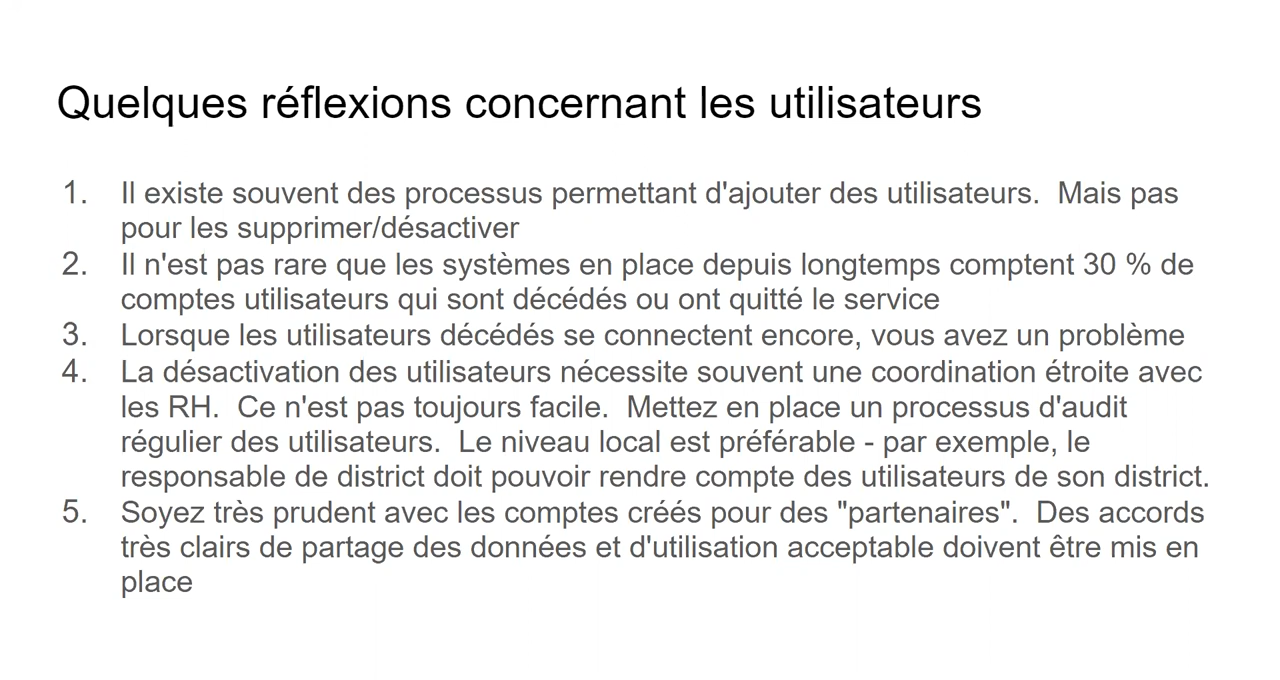 Quelques réflexions concernant les utilisateurs
1. Il existe souvent des processus permettant d'ajouter des utilisateurs.  Mais pas
pour les supprimer/désactiver
2. Il n'est pas rare que les systèmes en place depuis longtemps comptent 30 % de
comptes utilisateurs qui sont décédés ou ont quitté le service
3. Lorsque les utilisateurs décédés se connectent encore, vous avez un problème
4. La désactivation des utilisateurs nécessite souvent une coordination étroite avec
les RH.  Ce n'est pas toujours facile.  Mettez en place un processus d'audit
régulier des utilisateurs.  Le niveau local est préférable - par exemple, le
responsable de district doit pouvoir rendre compte des utilisateurs de son district.
5. Soyez très prudent avec les comptes créés pour des "partenaires".  Des accords
très clairs de partage des données et d'utilisation acceptable doivent être mis en
place